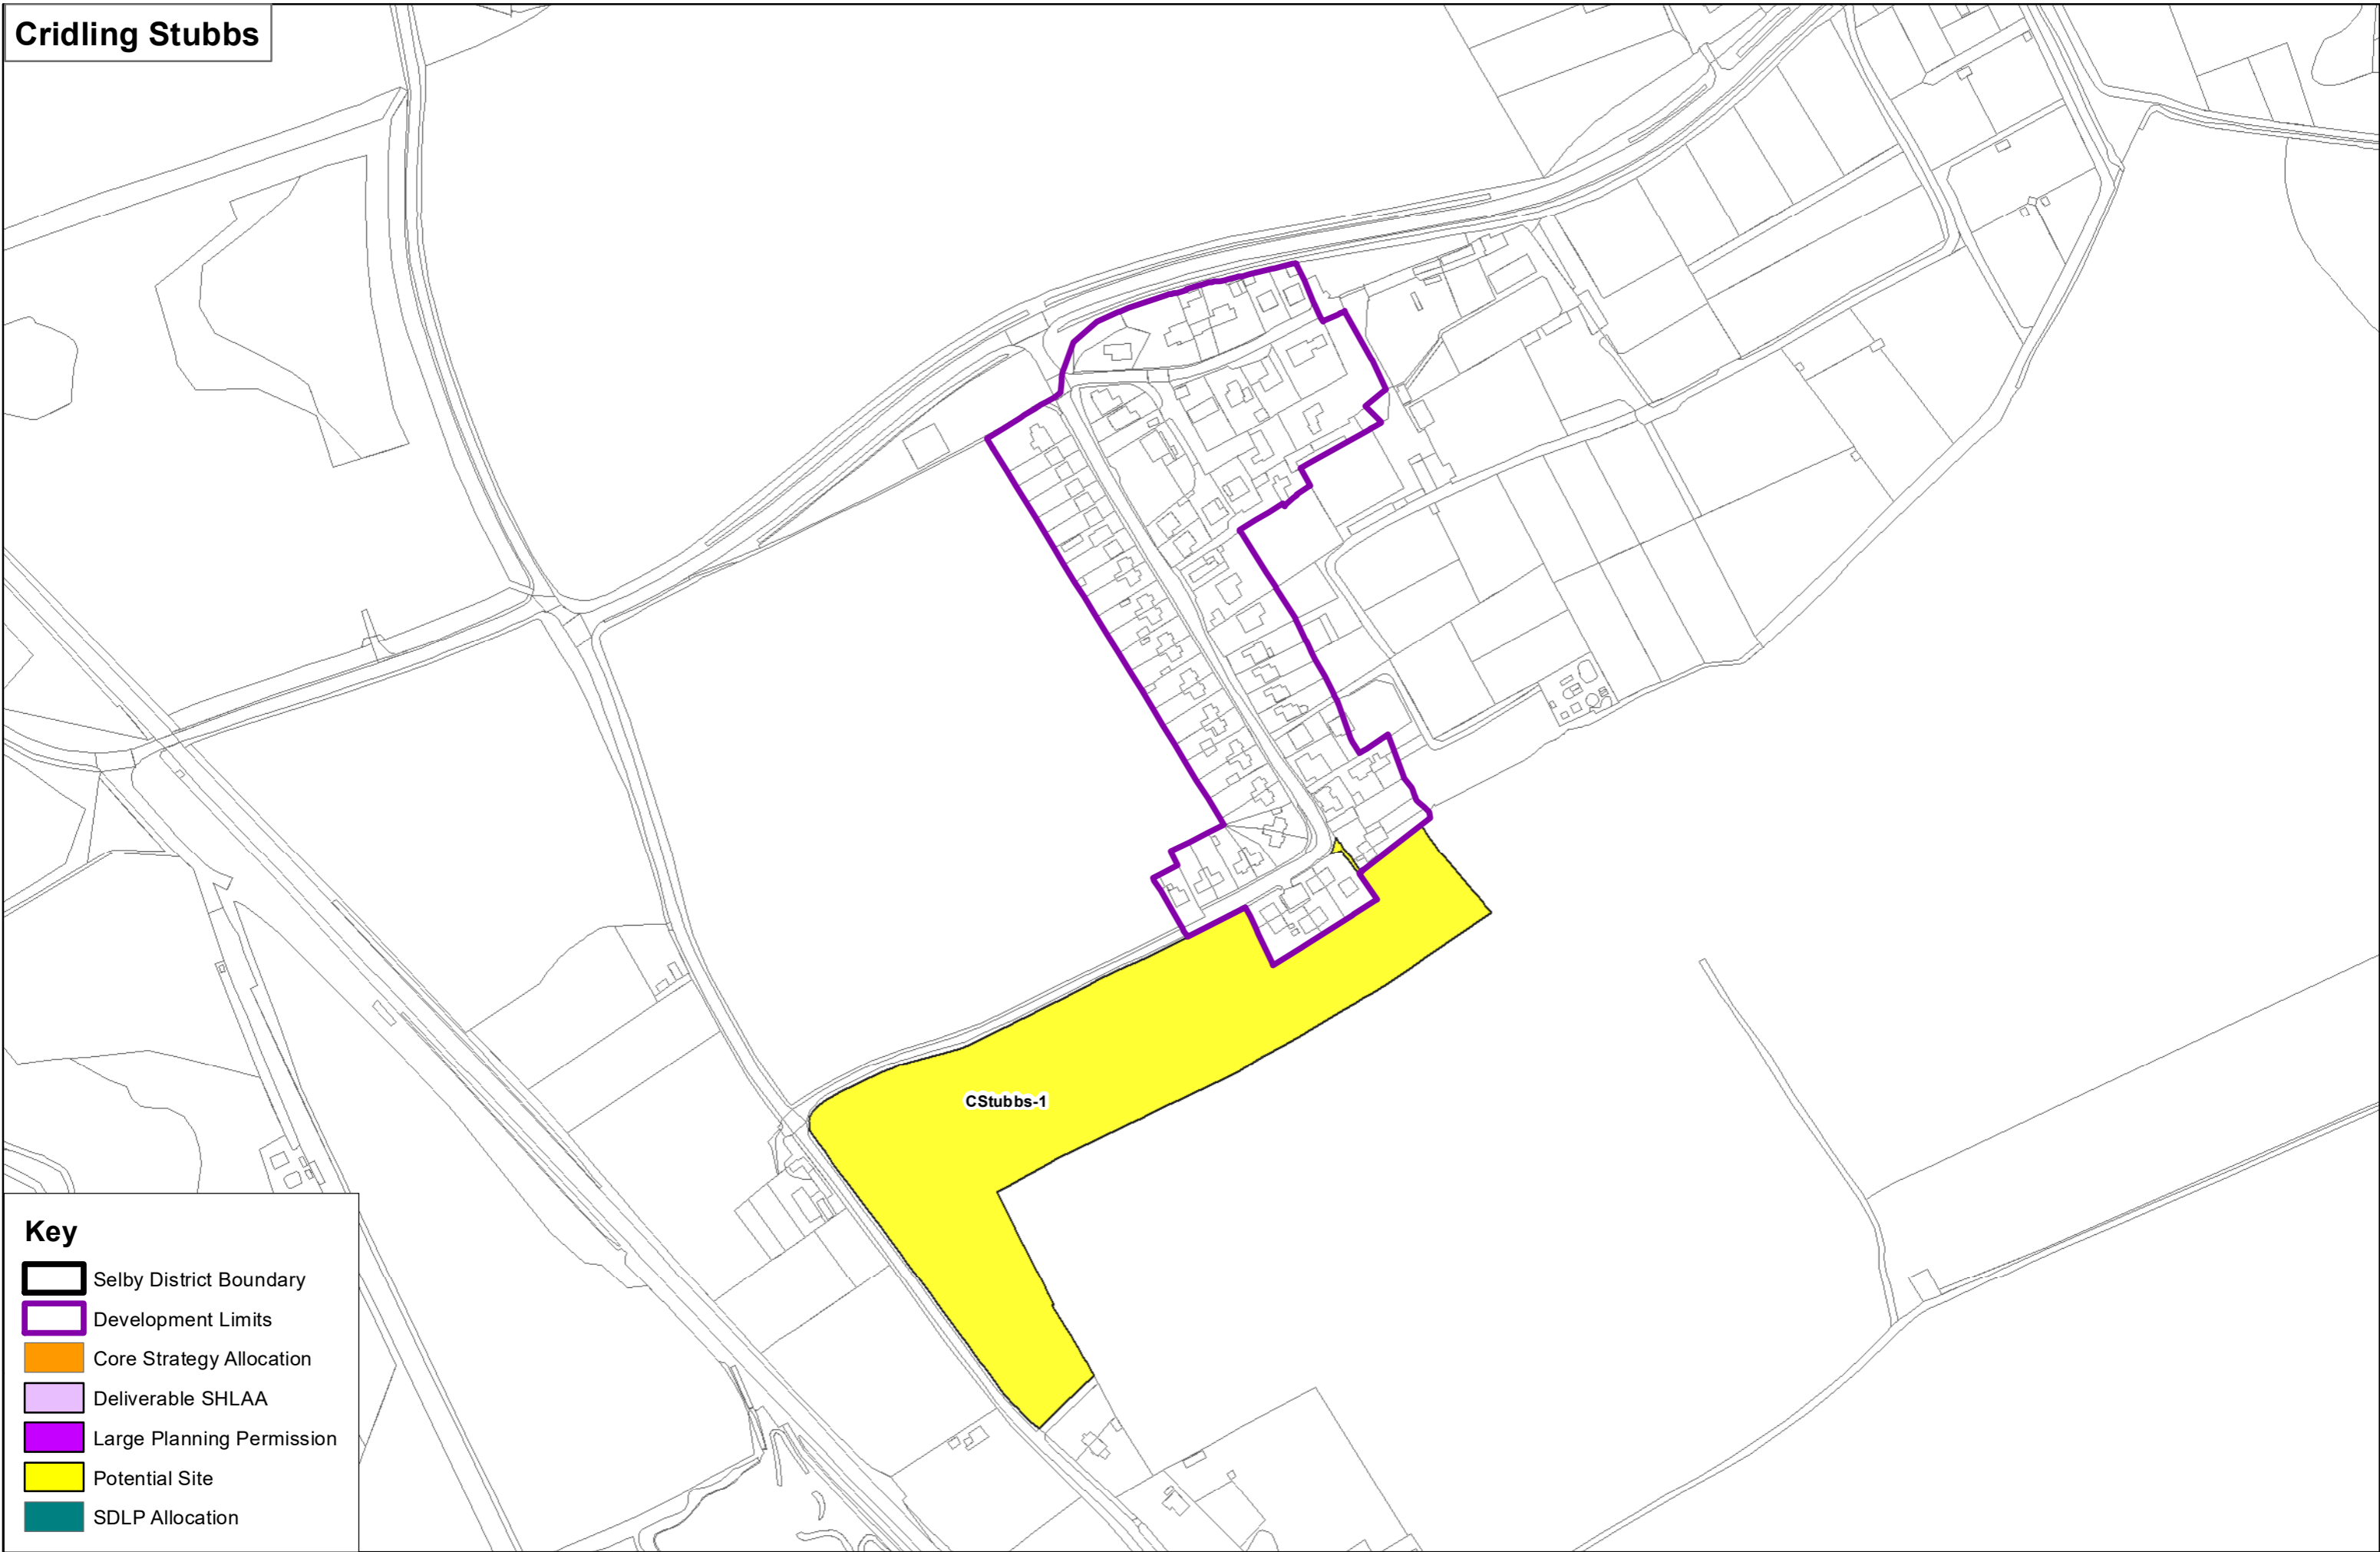 Cridling Stubbs
CStubbs-1
Key
Selby District Boundary
Development Limits
Core Strategy Allocation
Deliverable SHLAA
Large Planning Permission
Potential Site
SDLP Allocation